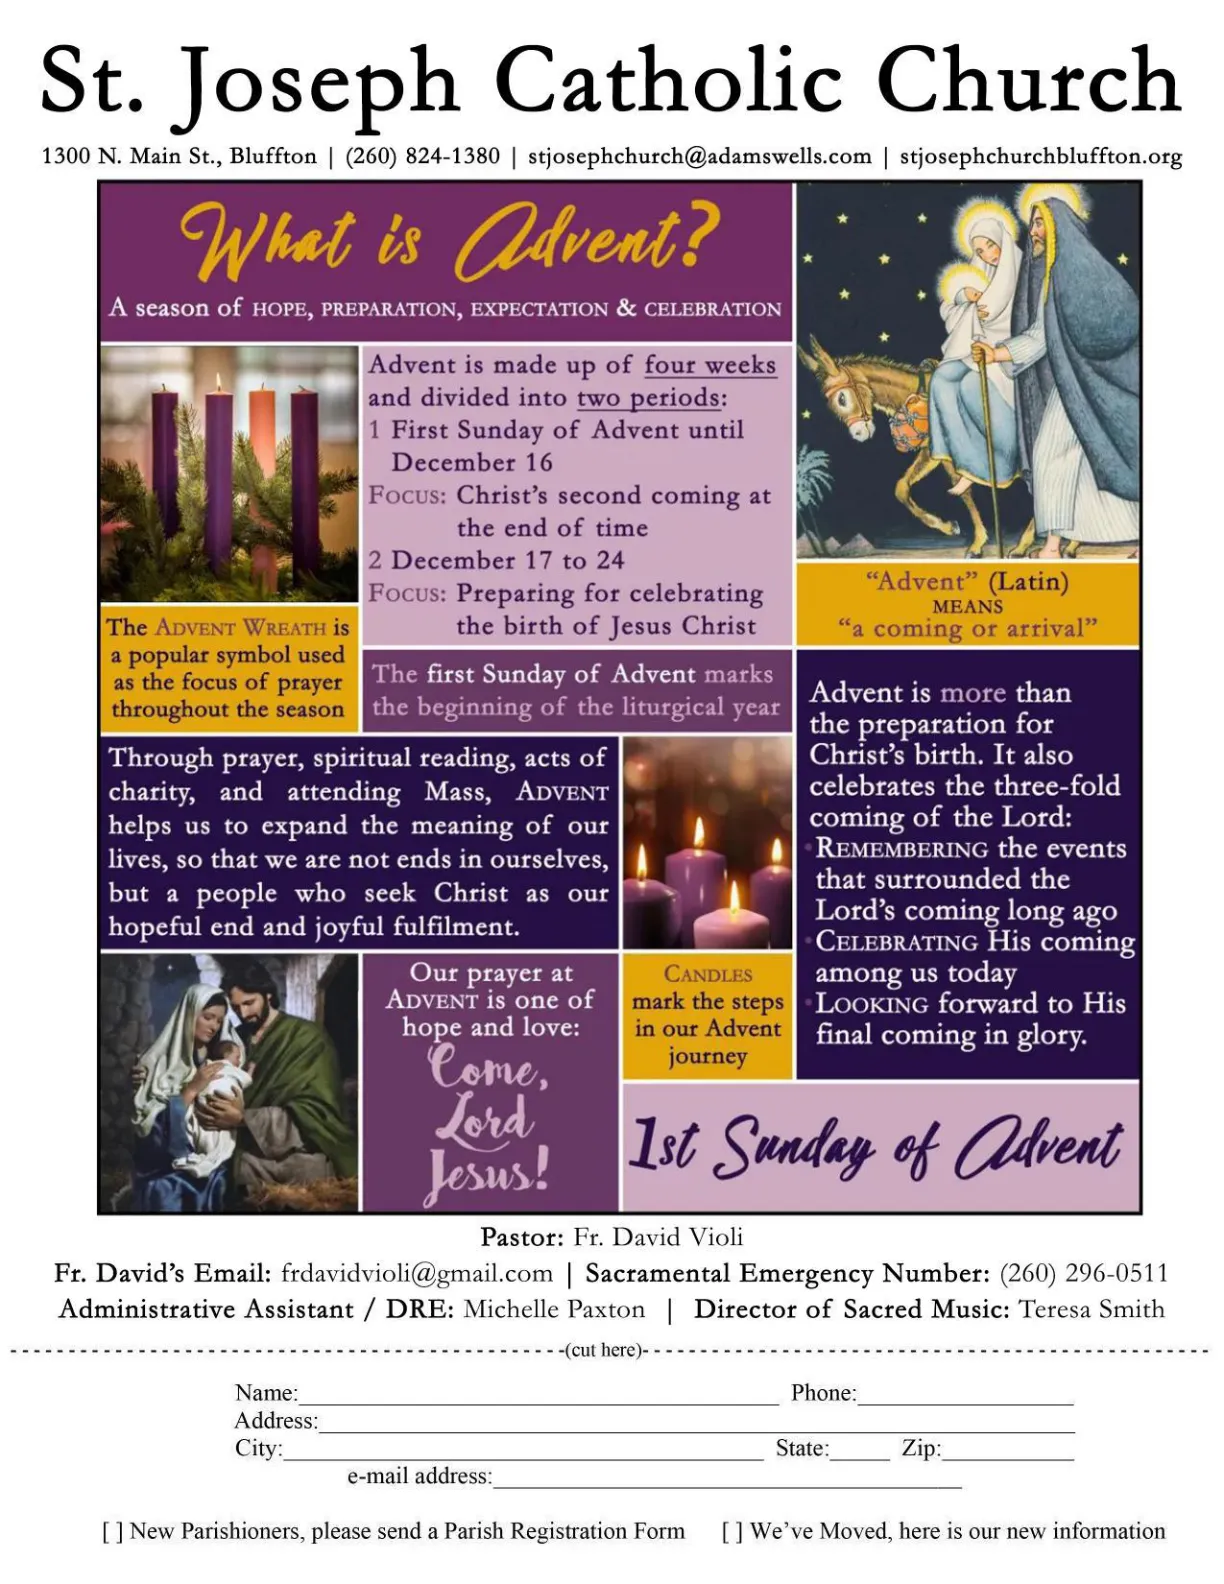 St. Joseph Catholic Church
1300 N. Main St., Bluffton | (260) 824-1380 | stjosephchurch@adamswells.com | stjosephchurchbluffton.org
What is Advent?
A season of HOPE, PREPARATION, EXPECTATION & CELEBRATION
Advent is made up of four weeks
and divided into two periods:
1 First Sunday of Advent until
December 16
FOCUS: Christ's second coming at
the end of time
2 December 17 to 24
FOCUS: Preparing for celebrating
the birth of Jesus Christ
"Advent" (Latin)
MEANS
"a coming or arrival"
The ADVENT WREATH is
a popular symbol used
as the focus of prayer
throughout the season
The first Sunday of Advent marks
the beginning of the liturgical year
Advent is more than
the preparation for
Christ's birth. It also
celebrates the three-fold
coming of the Lord:
•REMEMBERING the events
that surrounded the
Lord's coming long ago
•CELEBRATING His coming
among us today
•LOOKING forward to His
final coming in glory.
Through prayer, spiritual reading, acts of
charity, and attending Mass, ADVENT
helps us to expand the meaning of our
lives, so that we are not ends in ourselves,
but a people who seek Christ as our
hopeful end and joyful fulfilment.
Our prayer at
ADVENT is one of
hope and love:
Come,
Lord
Jesus!
CANDLES
mark the steps
in our Advent
journey
1st Sunday of Advent
Pastor: Fr. David Violi
Fr. David's Email: frdavidvioli@gmail.com | Sacramental Emergency Number: (260) 296-0511
Administrative Assistant / DRE: Michelle Paxton | Director of Sacred Music: Teresa Smith
(cut here)
Name: Phone:
Address:
City: State: Zip:
e-mail address:
[ ] New Parishioners, please send a Parish Registration Form [ ] We've Moved, here is our new information